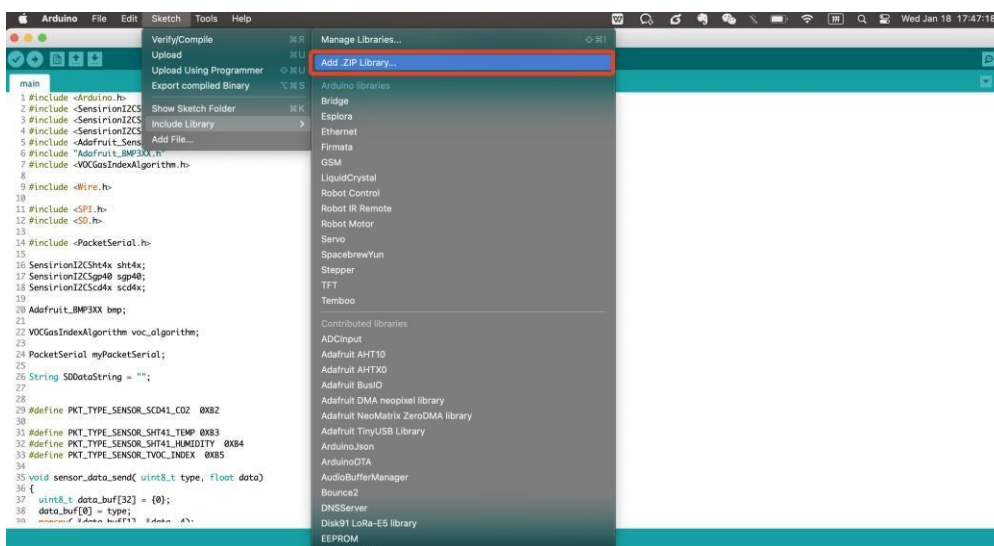 Arduino File Edit Sketch Tools Help
Wed Jan 18 17:47:18
Verify/Compile ⌘R
Upload ⌘U
Upload Using Programmer ⇧⌘U
Export compiled Binary ⌥⌘S
Show Sketch Folder ⌘K
Include Library >
Add File...
Manage Libraries... ⇧⌘I
Add .ZIP Library...
Arduino libraries
Bridge
Esplora
Ethernet
Firmata
GSM
LiquidCrystal
Robot Control
Robot IR Remote
Robot Motor
Servo
SpacebrewYun
Stepper
TFT
Temboo
Contributed libraries
ADCInput
Adafruit AHT10
Adafruit AHTX0
Adafruit BusIO
Adafruit DMA neopixel library
Adafruit NeoMatrix ZeroDMA library
Adafruit TinyUSB Library
ArduinoJson
ArduinoOTA
AudioBufferManager
Bounce2
DNSServer
Disk91 LoRa-E5 library
EEPROM
main
1 #include <Arduino.h>
2 #include <SensirionI2CS
3 #include <SensirionI2CS
4 #include <SensirionI2CS
5 #include <Adafruit_Sens
6 #include "Adafruit_BMP3XX.h"
7 #include <VOCGasIndexAlgorithm.h>
8
9 #include <Wire.h>
10
11 #include <SPI.h>
12 #include <SD.h>
13
14 #include <PacketSerial.h>
15
16 SensirionI2CSht4x sht4x;
17 SensirionI2CSgp40 sgp40;
18 SensirionI2CScd4x scd4x;
19
20 Adafruit_BMP3XX bmp;
21
22 VOCGasIndexAlgorithm voc_algorithm;
23
24 PacketSerial myPacketSerial;
25
26 String SDDataString = "";
27
28
29 #define PKT_TYPE_SENSOR_SCD41_CO2 0XB2
30
31 #define PKT_TYPE_SENSOR_SHT41_TEMP 0XB3
32 #define PKT_TYPE_SENSOR_SHT41_HUMIDITY 0XB4
33 #define PKT_TYPE_SENSOR_TVOC_INDEX 0XB5
34
35 void sensor_data_send( uint8_t type, float data)
36 {
37 uint8_t data_buf[32] = {0};
38 data_buf[0] = type;
39 memcpy( &data_buf[1], &data, 4);